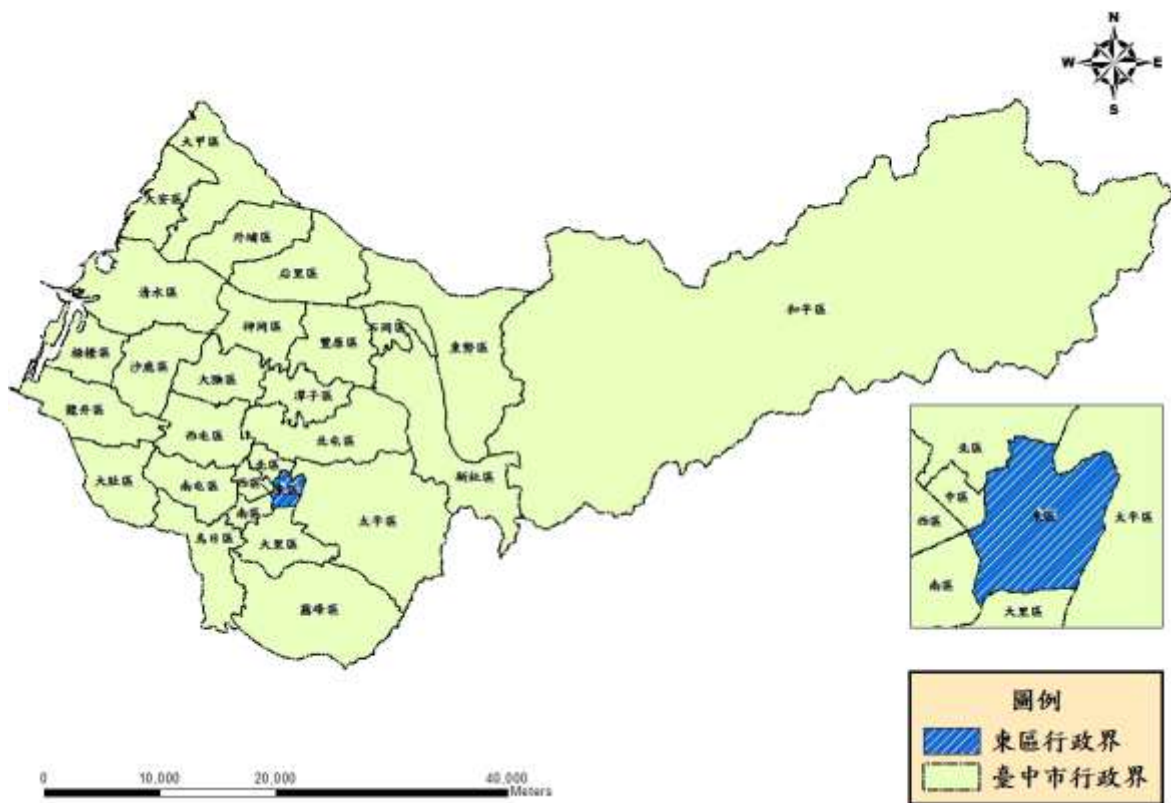 N
W E
S
大甲區
大安區
外埔區
后里區
清水區
和平區
神岡區
豐原區
石岡區
東勢區
梧棲區
沙鹿區
大雅區
潭子區
龍井區
西屯區
北屯區
新社區
大肚區
南屯區
北區
西區
東區
南區
太平區
烏日區
大里區
霧峰區
北區
中區
西區
東區
太平區
南區
大里區
圖例
東區行政界
臺中市行政界
0 10,000 20,000 40,000
Meters